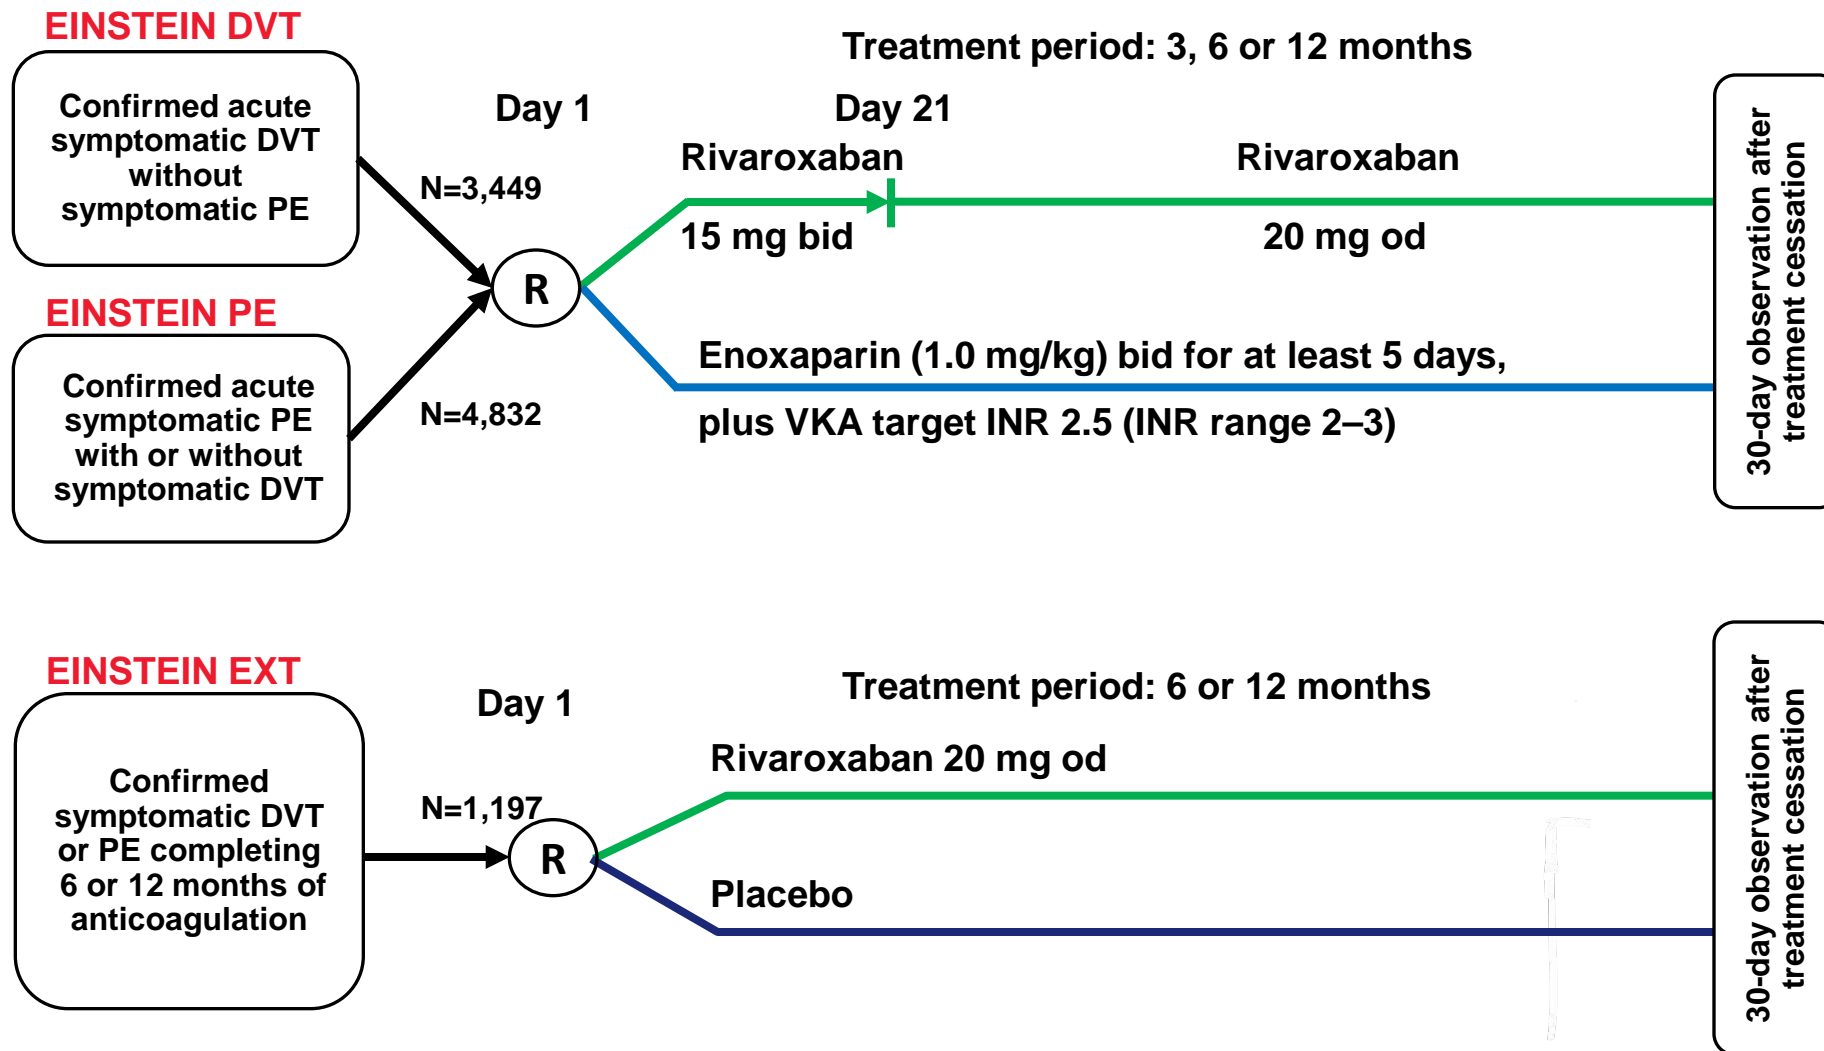 EINSTEIN DVT
Confirmed acute
symptomatic DVT
without
symptomatic PE
EINSTEIN PE
Confirmed acute
symptomatic PE
with or without
symptomatic DVT
N=3,449
N=4,832
Day 1
R
Treatment period: 3, 6 or 12 months
Day 21
Rivaroxaban
15 mg bid
Rivaroxaban
20 mg od
Enoxaparin (1.0 mg/kg) bid for at least 5 days,
plus VKA target INR 2.5 (INR range 2–3)
30-day observation after
treatment cessation
EINSTEIN EXT
Confirmed
symptomatic DVT
or PE completing
6 or 12 months of
anticoagulation
Day 1
N=1,197
R
Treatment period: 6 or 12 months
Rivaroxaban 20 mg od
Placebo
30-day observation after
treatment cessation